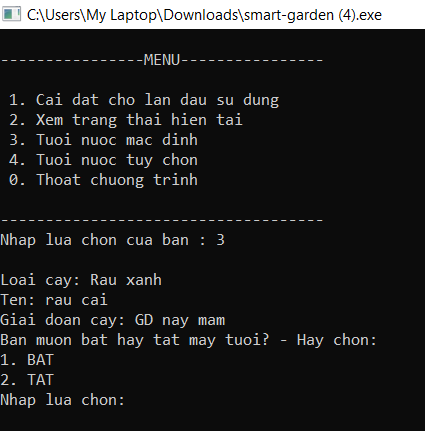 C:\Users\My Laptop\Downloads\smart-garden (4).exe
----------------MENU----------------
1. Cai dat cho lan dau su dung
2. Xem trang thai hien tai
3. Tuoi nuoc mac dinh
4. Tuoi nuoc tuy chon
0. Thoat chuong trinh
------------------------------------
Nhap lua chon cua ban : 3
Loai cay: Rau xanh
Ten: rau cai
Giai doan cay: GD nay mam
Ban muon bat hay tat may tuoi? - Hay chon:
1. BAT
2. TAT
Nhap lua chon: